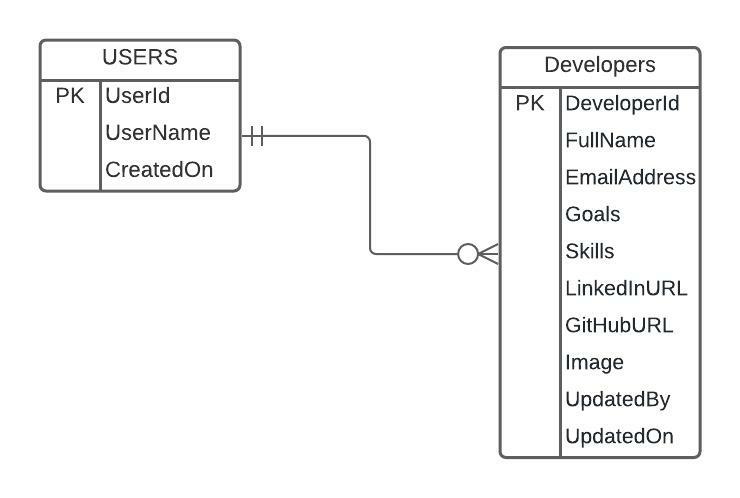 USERS
PK UserId
UserName
CreatedOn
Developers
PK DeveloperId
FullName
EmailAddress
Goals
Skills
LinkedInURL
GitHubURL
Image
UpdatedBy
UpdatedOn